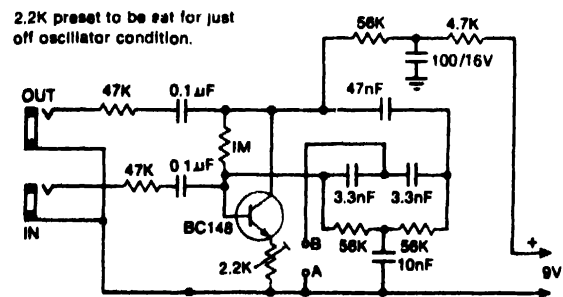 2.2K preset to be sat for just
off oscillator condition.
56K
4.7K
100/16V
47nF
OUT
47K
0.1µF
1M
47K
0.1µF
IN
BC148
3.3nF
3.3nF
56K
56K
10nF
2.2K
B
A
+
9V